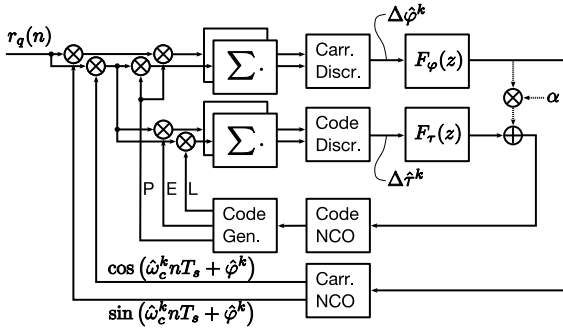 Δφ̂ᵏ
r_q(n)
Σ·
Carr.
Discr.
F_φ(z)
α
Σ·
Code
Discr.
F_τ(z)
Δτ̂ᵏ
P E L
Code
Gen.
Code
NCO
cos(ω̂_c^k nT_s + φ̂^k)
Carr.
NCO
sin(ω̂_c^k nT_s + φ̂^k)